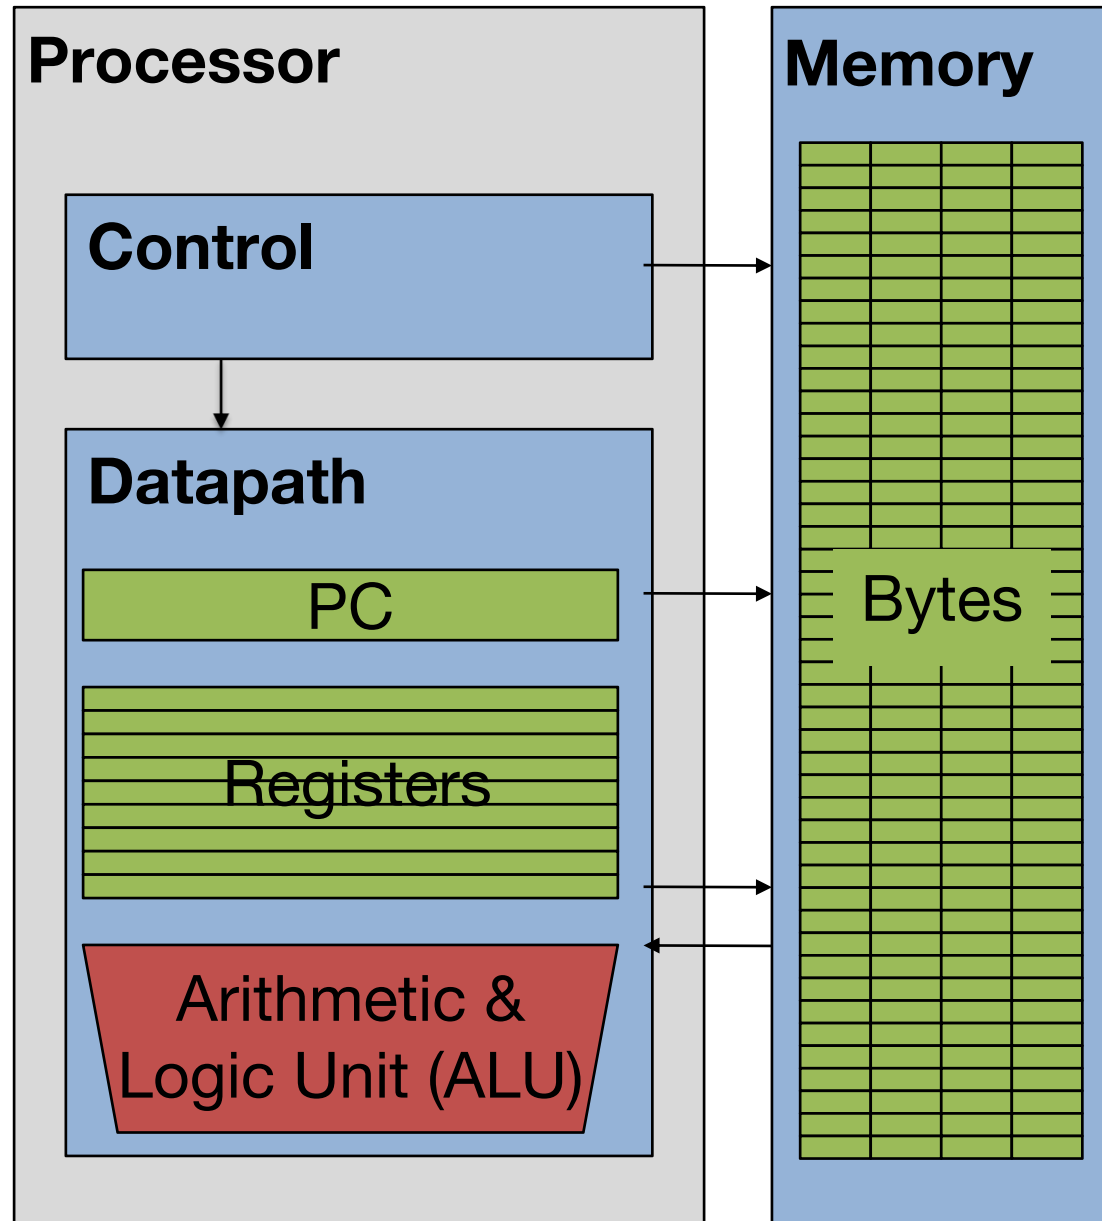 Processor
Control
Datapath
PC
Registers
Arithmetic &
Logic Unit (ALU)
Memory
Bytes